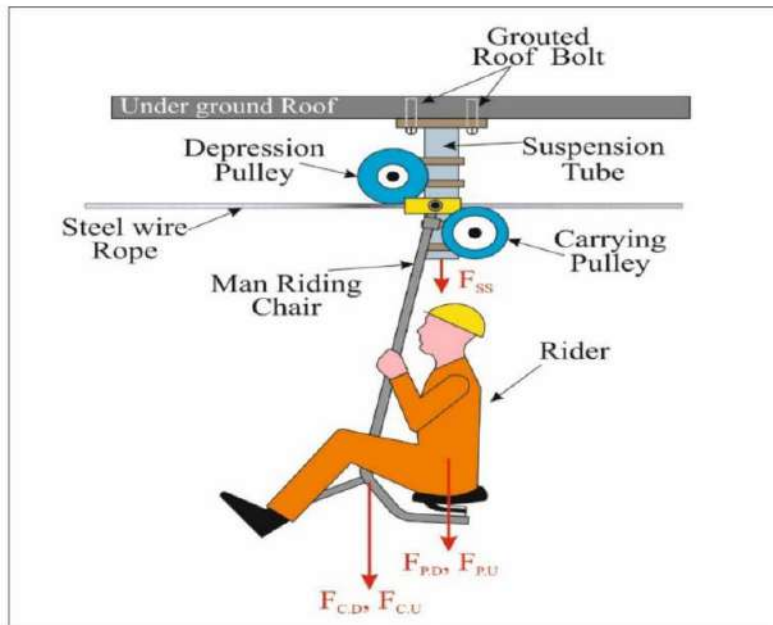 Grouted
Roof Bolt
Under ground Roof
Depression
Pulley
Suspension
Tube
Steel wire
Rope
Carrying
Pulley
Man Riding
Chair
F_SS
Rider
F_P.D, F_P.U
F_C.D, F_C.U